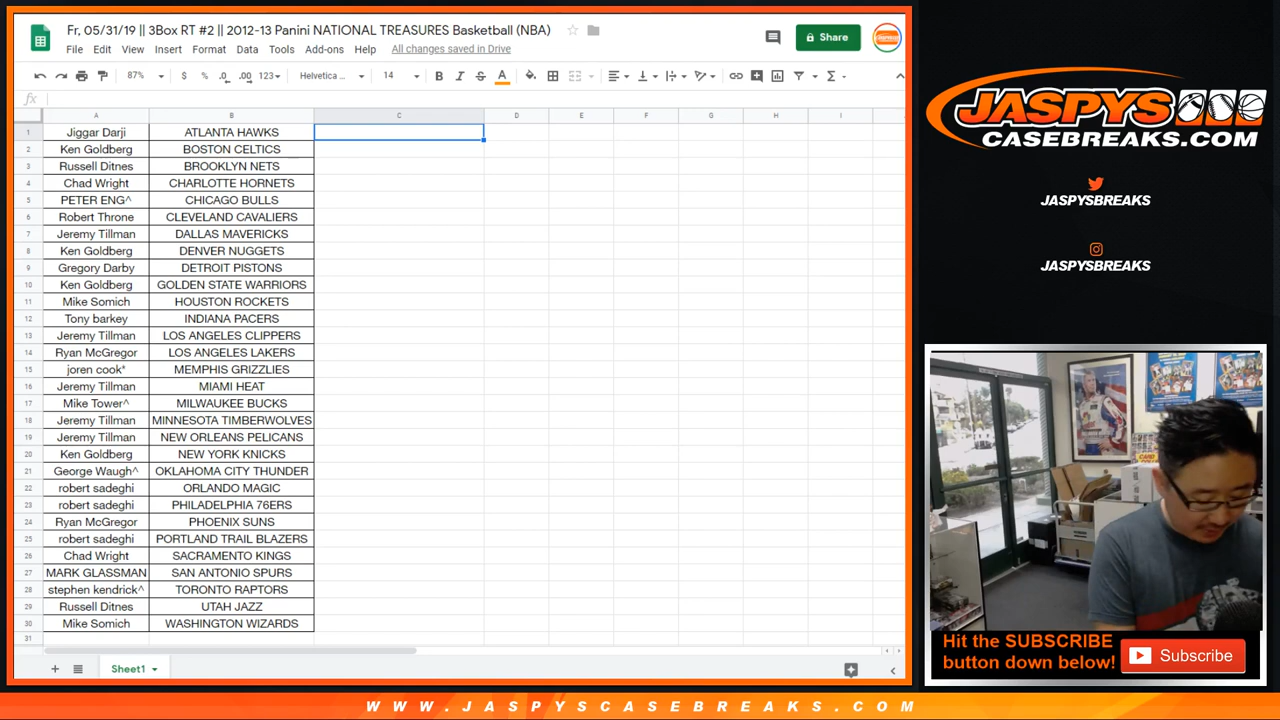 Fr, 05/31/19 || 3Box RT #2 || 2012-13 Panini NATIONAL TREASURES Basketball (NBA)
File Edit View Insert Format Data Tools Add-ons Help All changes saved in Drive
Share
87% $ % .0 .00 123 Helvetica ... 14 B I S A
fx
A B C D E F G H I
1 Jiggar Darji ATLANTA HAWKS
2 Ken Goldberg BOSTON CELTICS
3 Russell Ditnes BROOKLYN NETS
4 Chad Wright CHARLOTTE HORNETS
5 PETER ENG^ CHICAGO BULLS
6 Robert Throne CLEVELAND CAVALIERS
7 Jeremy Tillman DALLAS MAVERICKS
8 Ken Goldberg DENVER NUGGETS
9 Gregory Darby DETROIT PISTONS
10 Ken Goldberg GOLDEN STATE WARRIORS
11 Mike Somich HOUSTON ROCKETS
12 Tony barkey INDIANA PACERS
13 Jeremy Tillman LOS ANGELES CLIPPERS
14 Ryan McGregor LOS ANGELES LAKERS
15 joren cook* MEMPHIS GRIZZLIES
16 Jeremy Tillman MIAMI HEAT
17 Mike Tower^ MILWAUKEE BUCKS
18 Jeremy Tillman MINNESOTA TIMBERWOLVES
19 Jeremy Tillman NEW ORLEANS PELICANS
20 Ken Goldberg NEW YORK KNICKS
21 George Waugh^ OKLAHOMA CITY THUNDER
22 robert sadeghi ORLANDO MAGIC
23 robert sadeghi PHILADELPHIA 76ERS
24 Ryan McGregor PHOENIX SUNS
25 robert sadeghi PORTLAND TRAIL BLAZERS
26 Chad Wright SACRAMENTO KINGS
27 MARK GLASSMAN SAN ANTONIO SPURS
28 stephen kendrick^ TORONTO RAPTORS
29 Russell Ditnes UTAH JAZZ
30 Mike Somich WASHINGTON WIZARDS
31
Sheet1
JASPYS
CASEBREAKS.COM
JASPYSBREAKS
JASPYSBREAKS
Hit the SUBSCRIBE
button down below!
Subscribe
WWW.JASPYSCASEBREAKS.COM